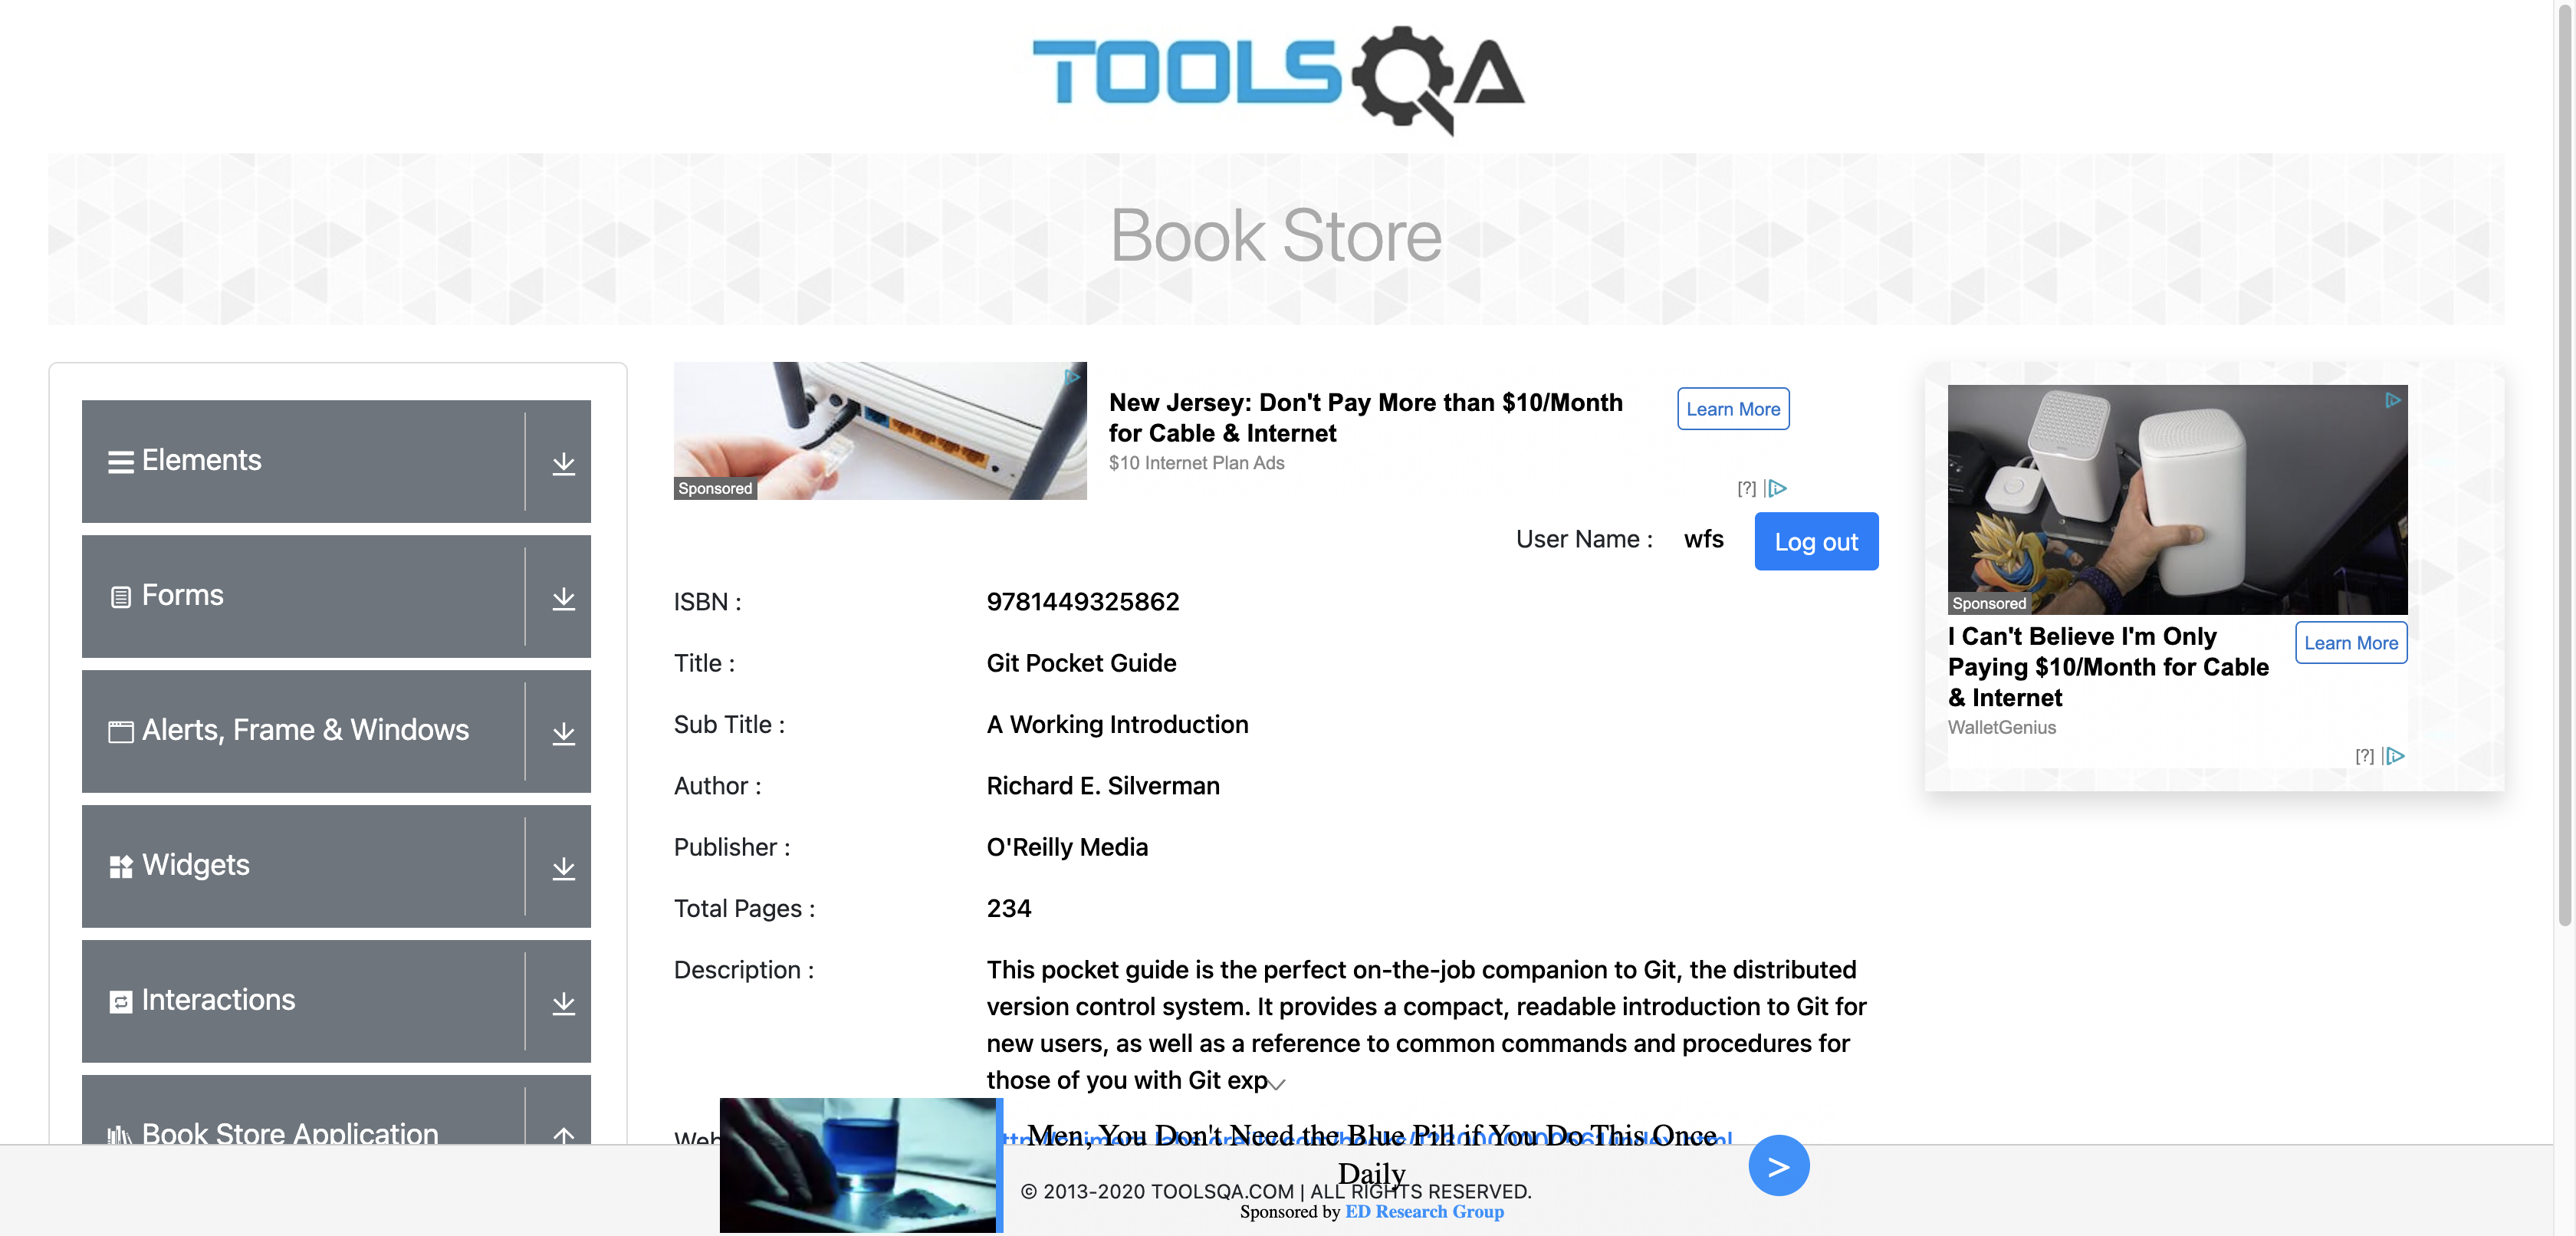 TOOLSQA
Book Store
Elements
Forms
Alerts, Frame & Windows
Widgets
Interactions
Book Store Application
Sponsored
New Jersey: Don't Pay More than $10/Month
for Cable & Internet
$10 Internet Plan Ads
Learn More
[?]
User Name :
wfs
Log out
ISBN :
9781449325862
Title :
Git Pocket Guide
Sub Title :
A Working Introduction
Author :
Richard E. Silverman
Publisher :
O'Reilly Media
Total Pages :
234
Description :
This pocket guide is the perfect on-the-job companion to Git, the distributed
version control system. It provides a compact, readable introduction to Git for
new users, as well as a reference to common commands and procedures for
those of you with Git exp
Sponsored
I Can't Believe I'm Only
Paying $10/Month for Cable
& Internet
WalletGenius
Learn More
[?]
Men, You Don't Need the Blue Pill if You Do This Once
Daily
>
© 2013-2020 TOOLSQA.COM | ALL RIGHTS RESERVED.
Sponsored by ED Research Group